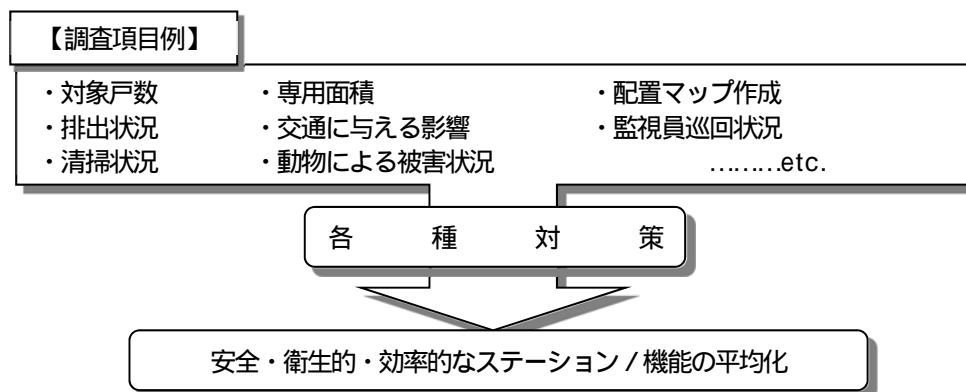 【調査項目例】
・対象戸数 ・専用面積 ・配置マップ作成
・排出状況 ・交通に与える影響 ・監視員巡回状況
・清掃状況 ・動物による被害状況 ………etc.
各種対策
安全・衛生的・効率的なステーション / 機能の平均化